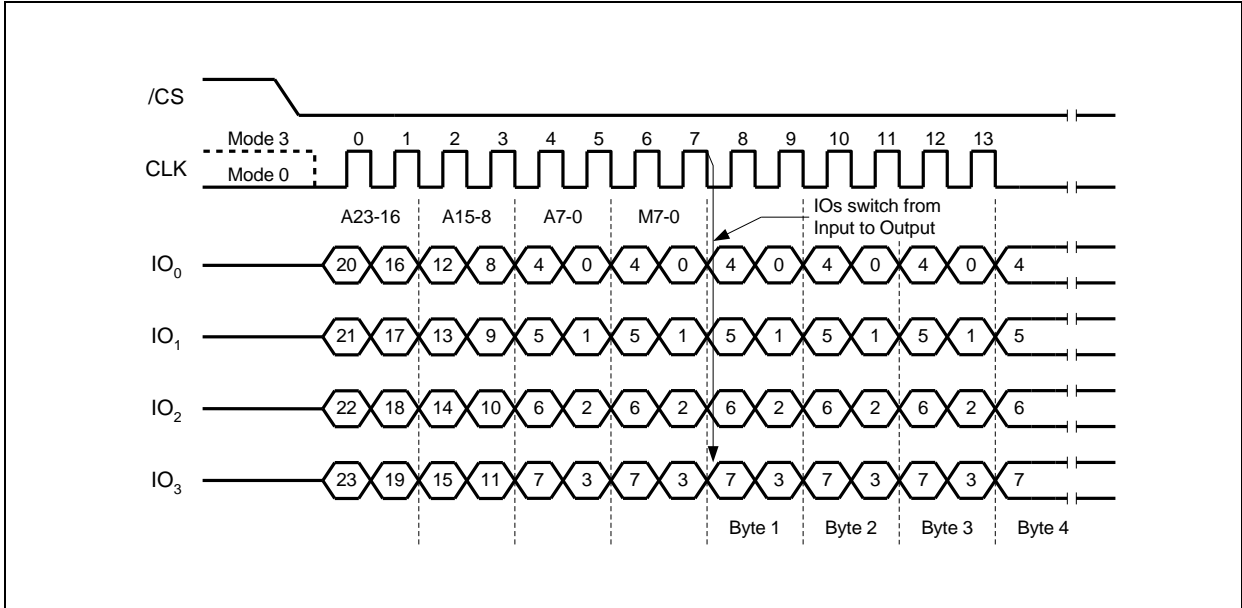 /CS
Mode 3 0 1 2 3 4 5 6 7 8 9 10 11 12 13
CLK
Mode 0
A23-16 A15-8 A7-0 M7-0 IOs switch from
Input to Output
IO0 20 16 12 8 4 0 4 0 4 0 4 0 4 0 4
IO1 21 17 13 9 5 1 5 1 5 1 5 1 5 1 5
IO2 22 18 14 10 6 2 6 2 6 2 6 2 6 2 6
IO3 23 19 15 11 7 3 7 3 7 3 7 3 7 3 7
Byte 1 Byte 2 Byte 3 Byte 4